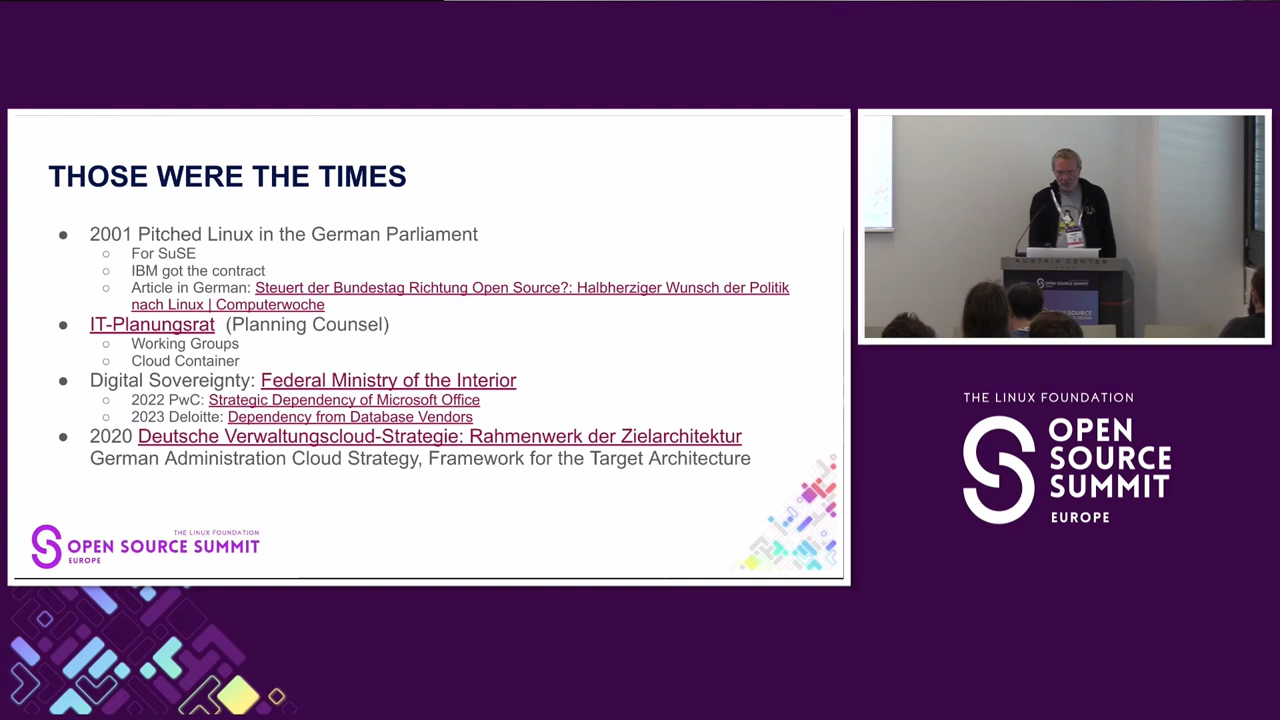 THOSE WERE THE TIMES
● 2001 Pitched Linux in the German Parliament
○ For SuSE
○ IBM got the contract
○ Article in German: Steuert der Bundestag Richtung Open Source?: Halbherziger Wunsch der Politik
nach Linux | Computerwoche
● IT-Planungsrat (Planning Counsel)
○ Working Groups
○ Cloud Container
● Digital Sovereignty: Federal Ministry of the Interior
○ 2022 PwC: Strategic Dependency of Microsoft Office
○ 2023 Deloitte: Dependency from Database Vendors
● 2020 Deutsche Verwaltungscloud-Strategie: Rahmenwerk der Zielarchitektur
German Administration Cloud Strategy, Framework for the Target Architecture
THE LINUX FOUNDATION
OPEN SOURCE SUMMIT
EUROPE
AUSTRIA CENTER
THE LINUX FOUNDATION
OPEN
SOURCE
SUMMIT
EUROPE